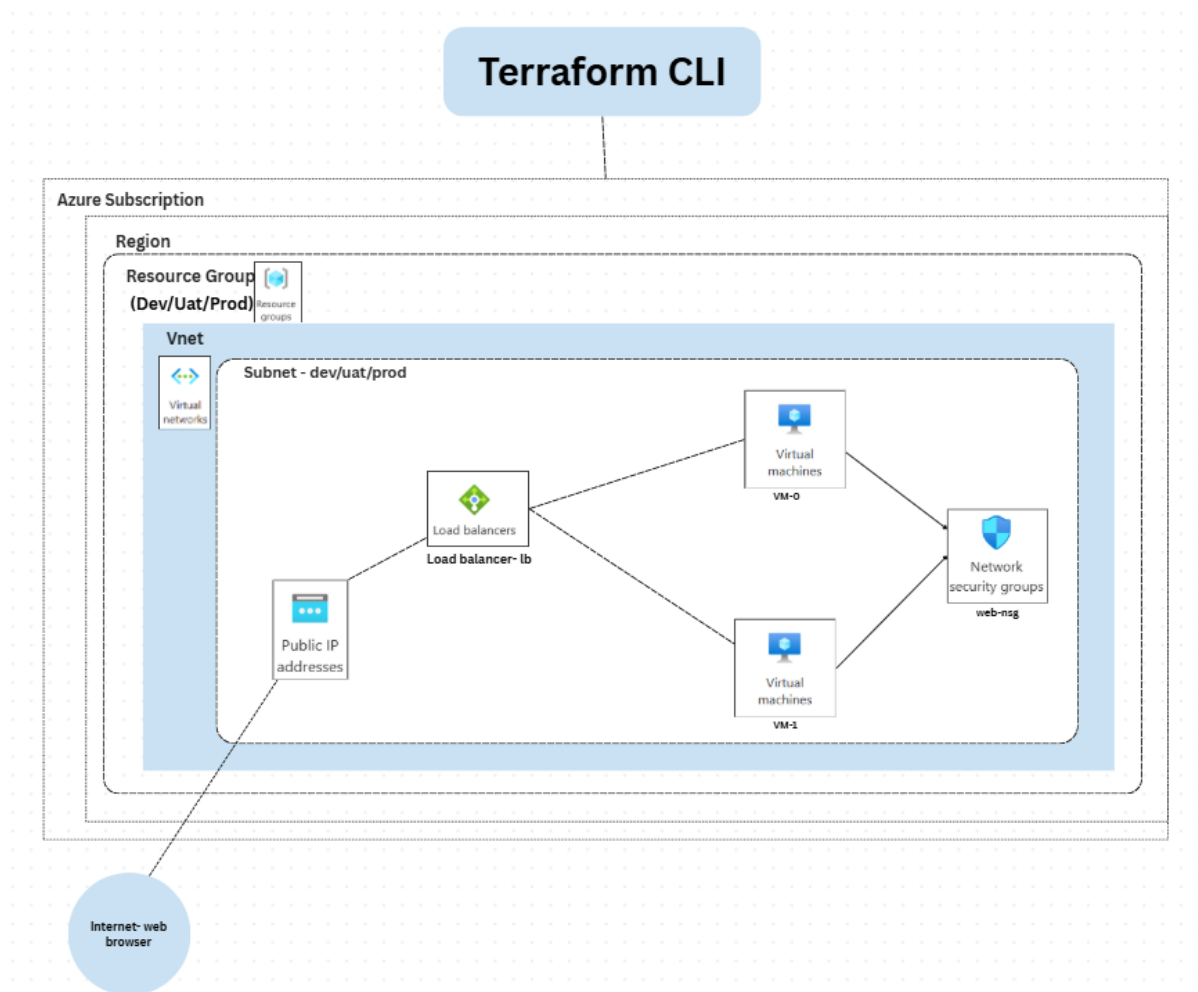 Terraform CLI
Azure Subscription
Region
Resource Group
(Dev/Uat/Prod)
Resource
groups
Vnet
Virtual
networks
Subnet - dev/uat/prod
Virtual
machines
VM-0
Load balancers
Load balancer- lb
Network
security groups
web-nsg
Public IP
addresses
Virtual
machines
VM-1
Internet- web
browser